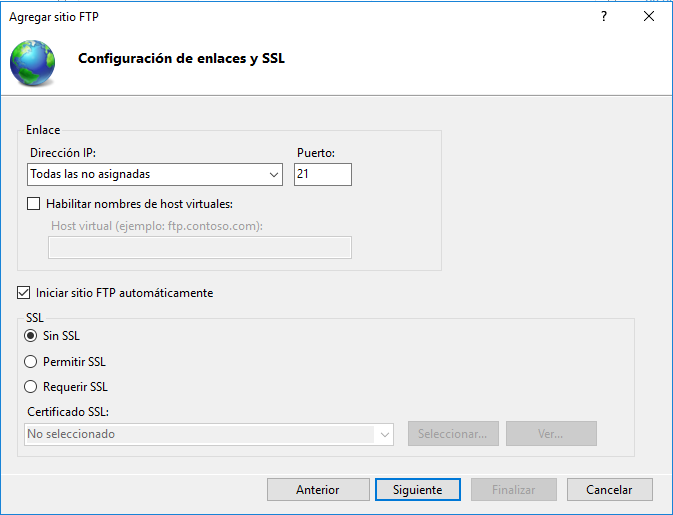 Agregar sitio FTP
?
Configuración de enlaces y SSL
Enlace
Dirección IP: Puerto:
Todas las no asignadas 21
Habilitar nombres de host virtuales:
Host virtual (ejemplo: ftp.contoso.com):
Iniciar sitio FTP automáticamente
SSL
Sin SSL
Permitir SSL
Requerir SSL
Certificado SSL:
No seleccionado Seleccionar... Ver...
Anterior Siguiente Finalizar Cancelar